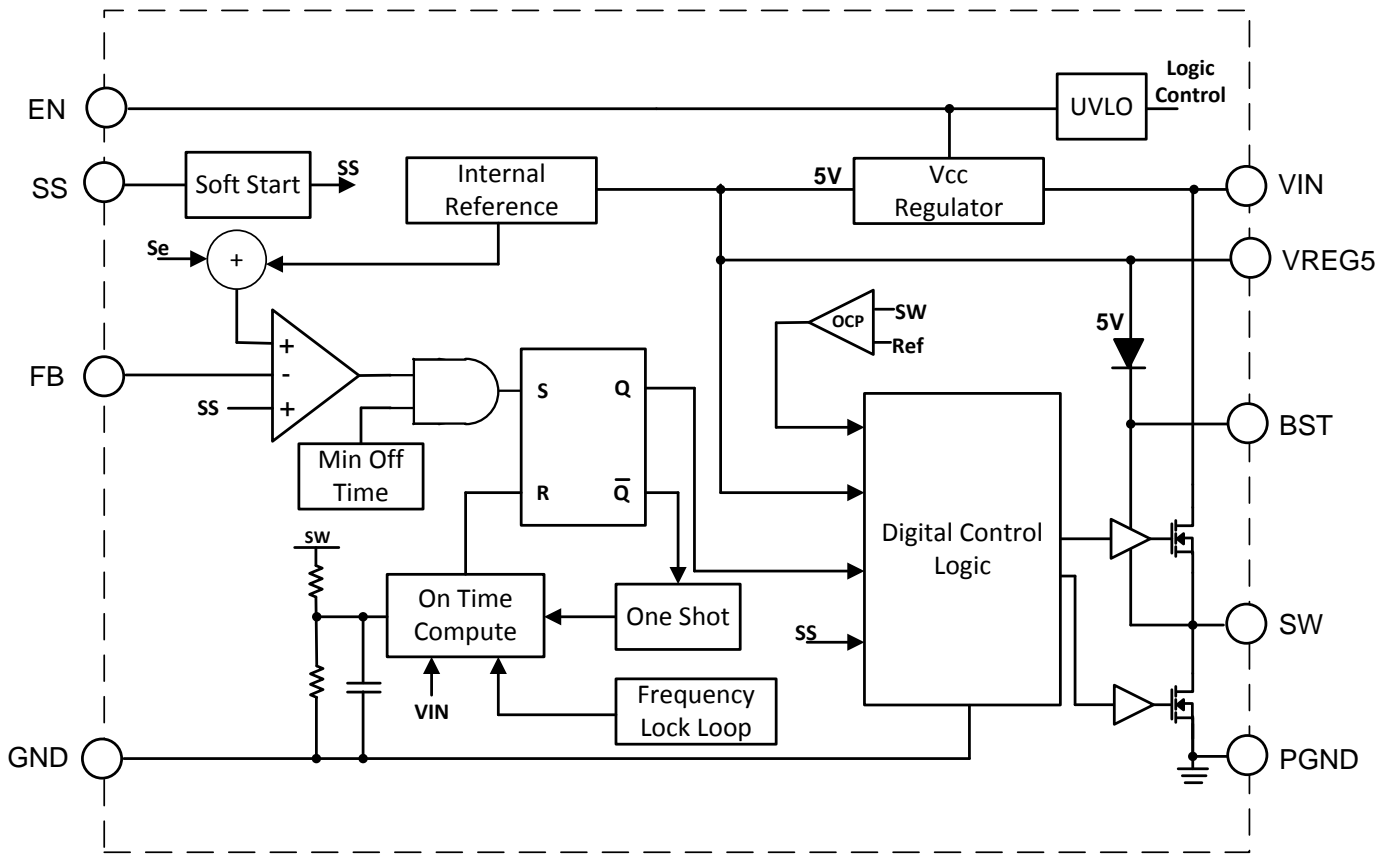 Logic
Control
EN
UVLO
SS
Soft Start
SS
Internal
Reference
5V
Vcc
Regulator
VIN
Se
+
VREG5
OCP
SW
Ref
5V
+
FB
-
SS
+
S
Q
BST
Min Off
Time
R
Q̅
Digital Control
Logic
SW
On Time
Compute
One Shot
SS
SW
VIN
Frequency
Lock Loop
GND
PGND